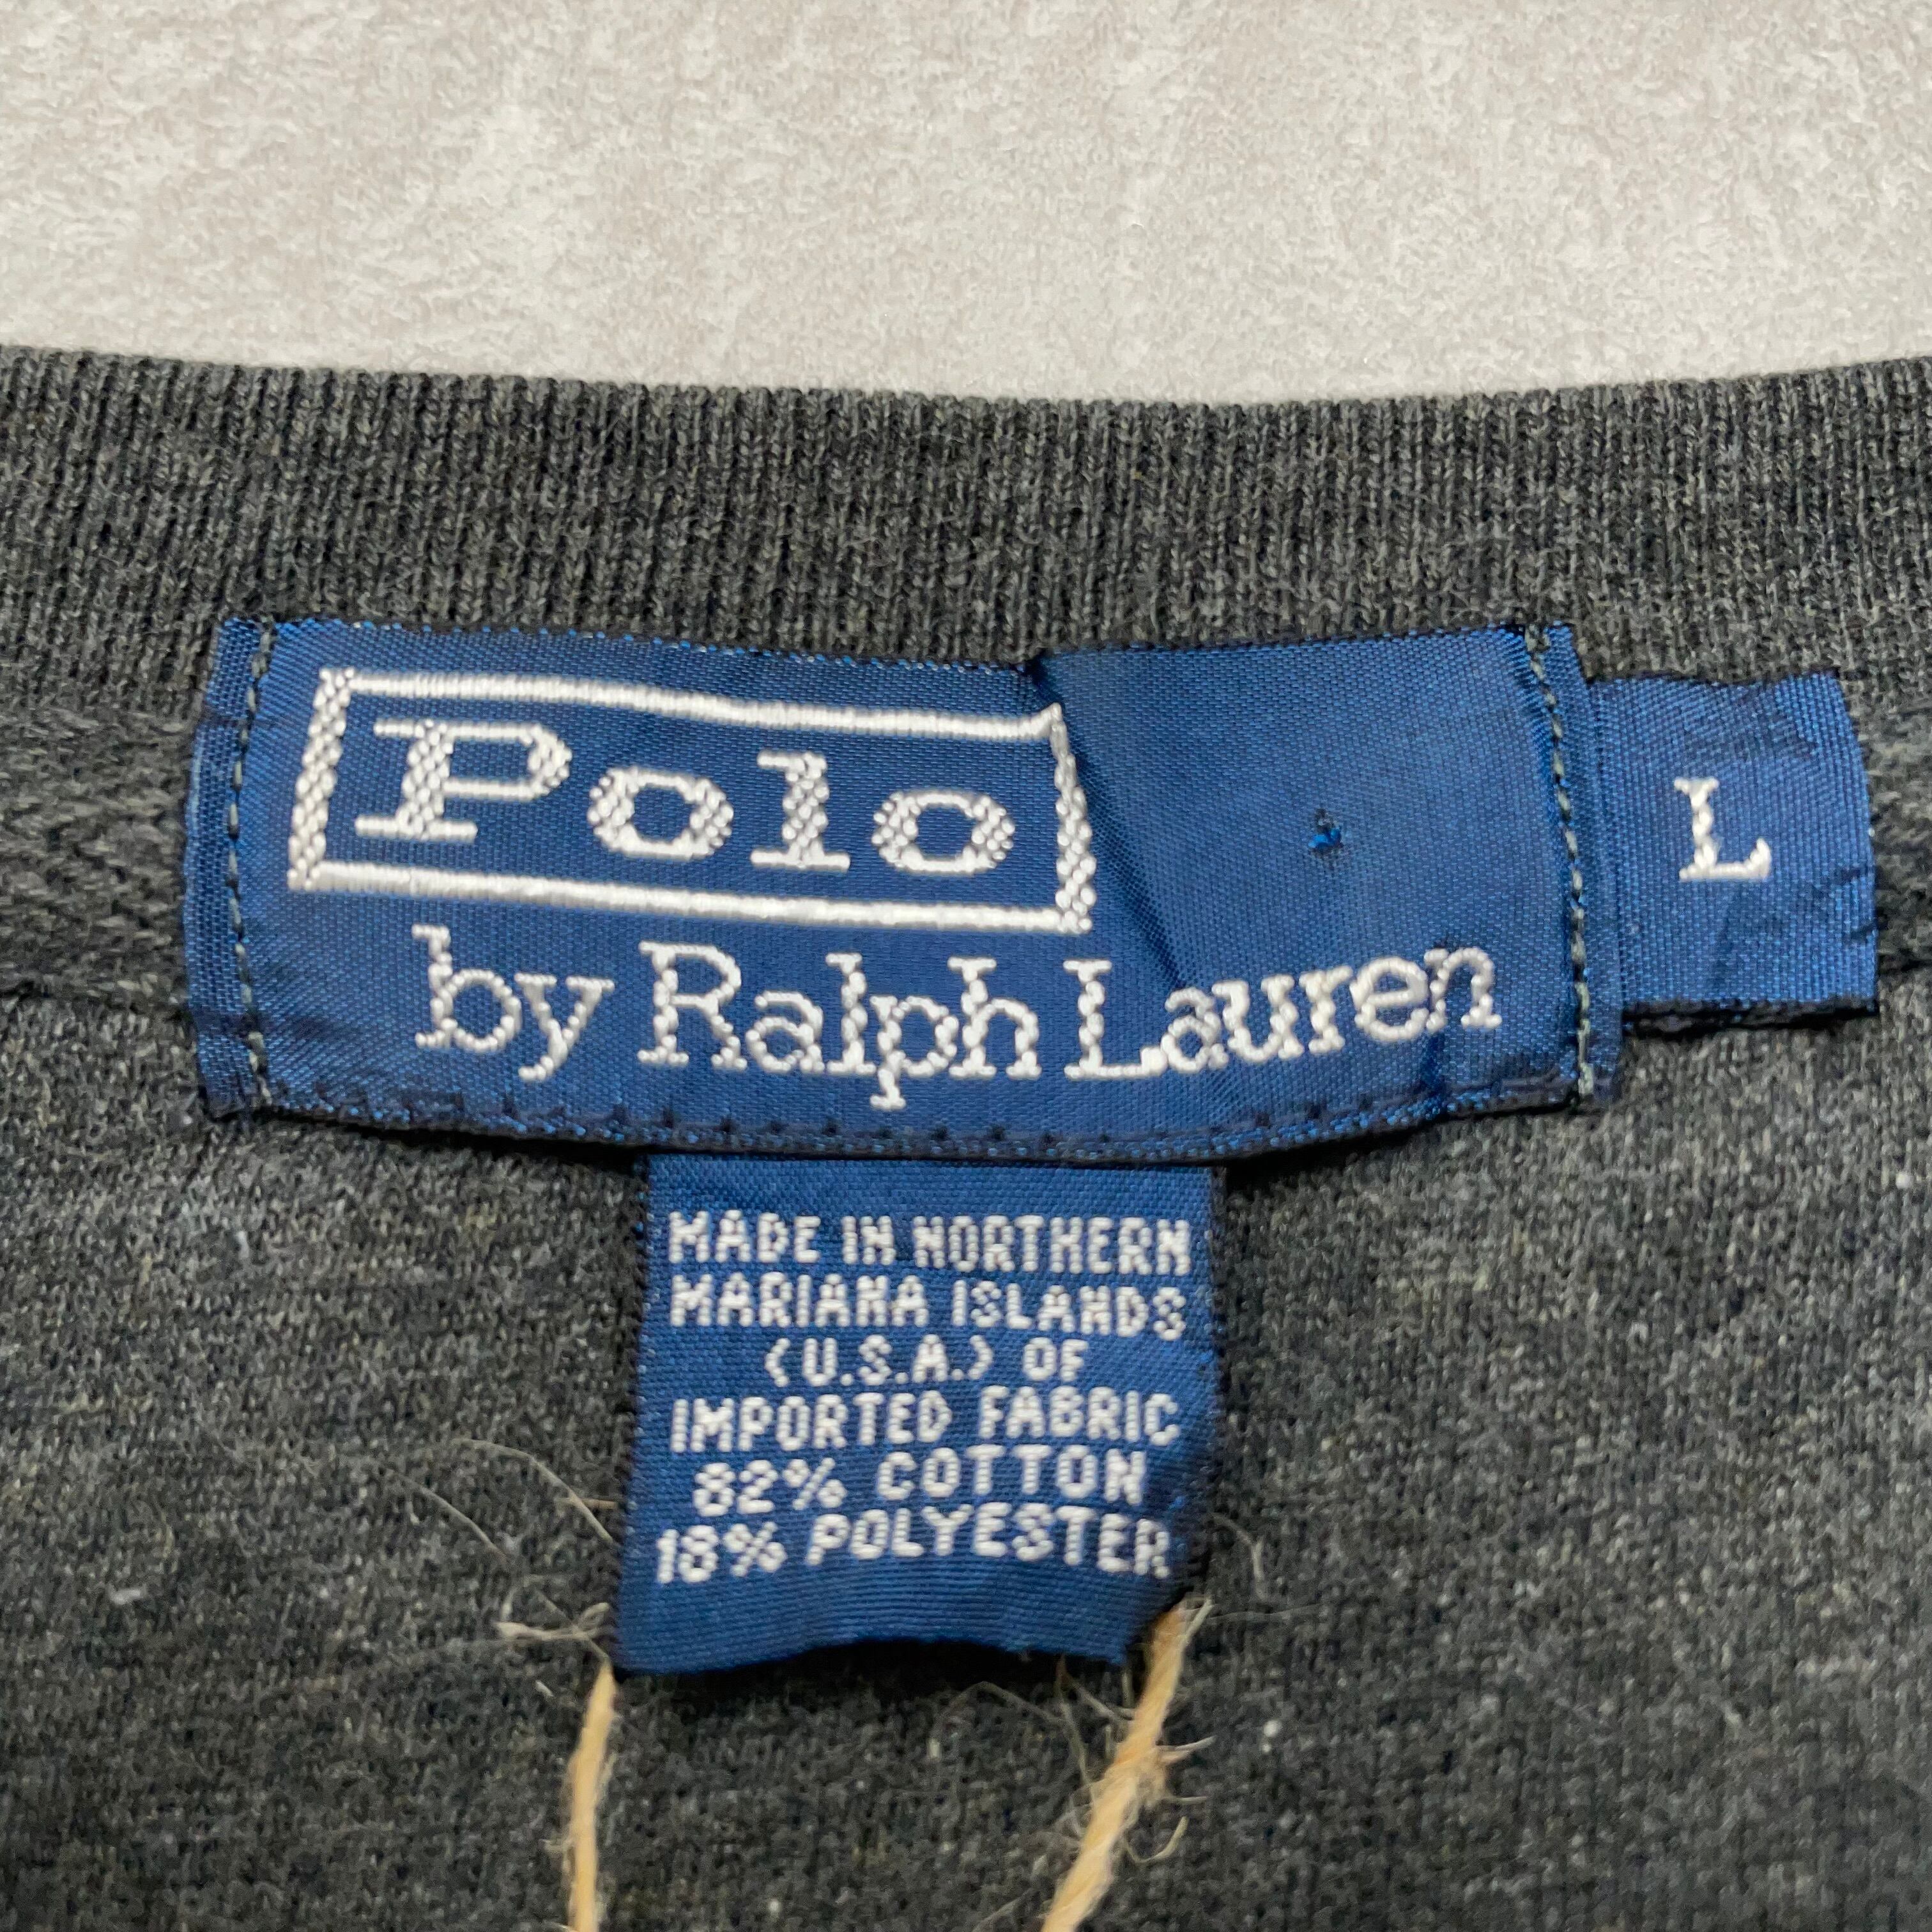 Polo
by Ralph Lauren
L
MADE IN NORTHERN
MARIANA ISLANDS
(U.S.A.) OF
IMPORTED FABRIC
82% COTTON
18% POLYESTER